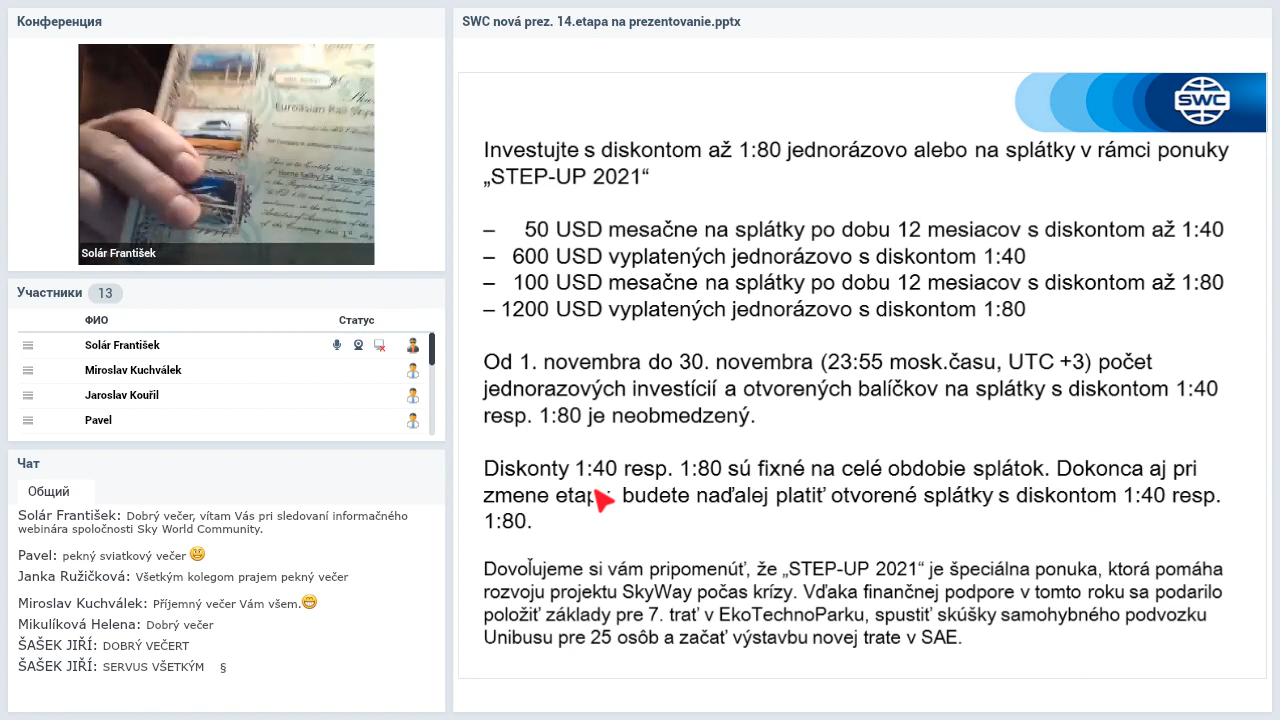 Конференция
Euroasian Rail
Solár František
Участники 13
ФИО Статус
Solár František
Miroslav Kuchválek
Jaroslav Kouřil
Pavel
Чат
Общий
Solár František: Dobrý večer, vítam Vás pri sledovaní informačného
webinára spoločnosti Sky World Community.
Pavel: pekný sviatkový večer
Janka Ružičková: Všetkým kolegom prajem pekný večer
Miroslav Kuchválek: Příjemný večer Vám všem.
Mikulíková Helena: Dobrý večer
ŠAŠEK JIŘÍ: DOBRÝ VEČERT
ŠAŠEK JIŘÍ: SERVUS VŠETKÝM §
SWC nová prez. 14.etapa na prezentovanie.pptx
SWC
Investujte s diskontom až 1:80 jednorázovo alebo na splátky v rámci ponuky
„STEP-UP 2021“
– 50 USD mesačne na splátky po dobu 12 mesiacov s diskontom až 1:40
– 600 USD vyplatených jednorázovo s diskontom 1:40
– 100 USD mesačne na splátky po dobu 12 mesiacov s diskontom až 1:80
– 1200 USD vyplatených jednorázovo s diskontom 1:80
Od 1. novembra do 30. novembra (23:55 mosk.času, UTC +3) počet
jednorazových investícií a otvorených balíčkov na splátky s diskontom 1:40
resp. 1:80 je neobmedzený.
Diskonty 1:40 resp. 1:80 sú fixné na celé obdobie splátok. Dokonca aj pri
zmene etapy budete naďalej platiť otvorené splátky s diskontom 1:40 resp.
1:80.
Dovoľujeme si vám pripomenúť, že „STEP-UP 2021“ je špeciálna ponuka, ktorá pomáha
rozvoju projektu SkyWay počas krízy. Vďaka finančnej podpore v tomto roku sa podarilo
položiť základy pre 7. trať v EkoTechnoParku, spustiť skúšky samohybného podvozku
Unibusu pre 25 osôb a začať výstavbu novej trate v SAE.